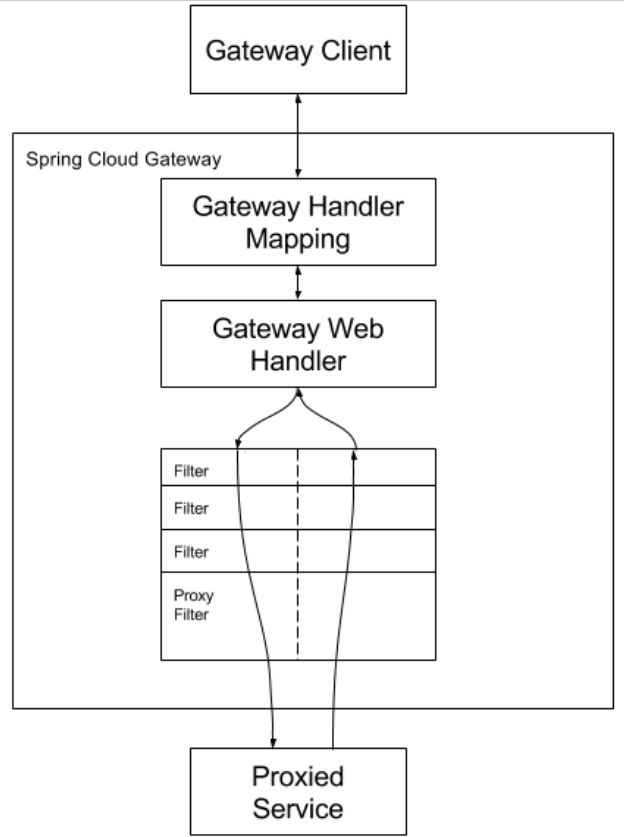 Gateway Client
Spring Cloud Gateway
Gateway Handler
Mapping
Gateway Web
Handler
Filter
Filter
Filter
Proxy
Filter
Proxied
Service